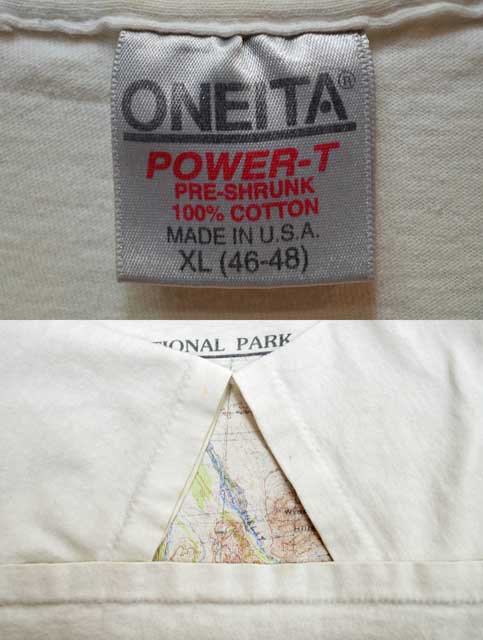 ONEITA®
POWER-T
PRE-SHRUNK
100% COTTON
MADE IN U.S.A.
XL (46-48)
TIONAL PARK